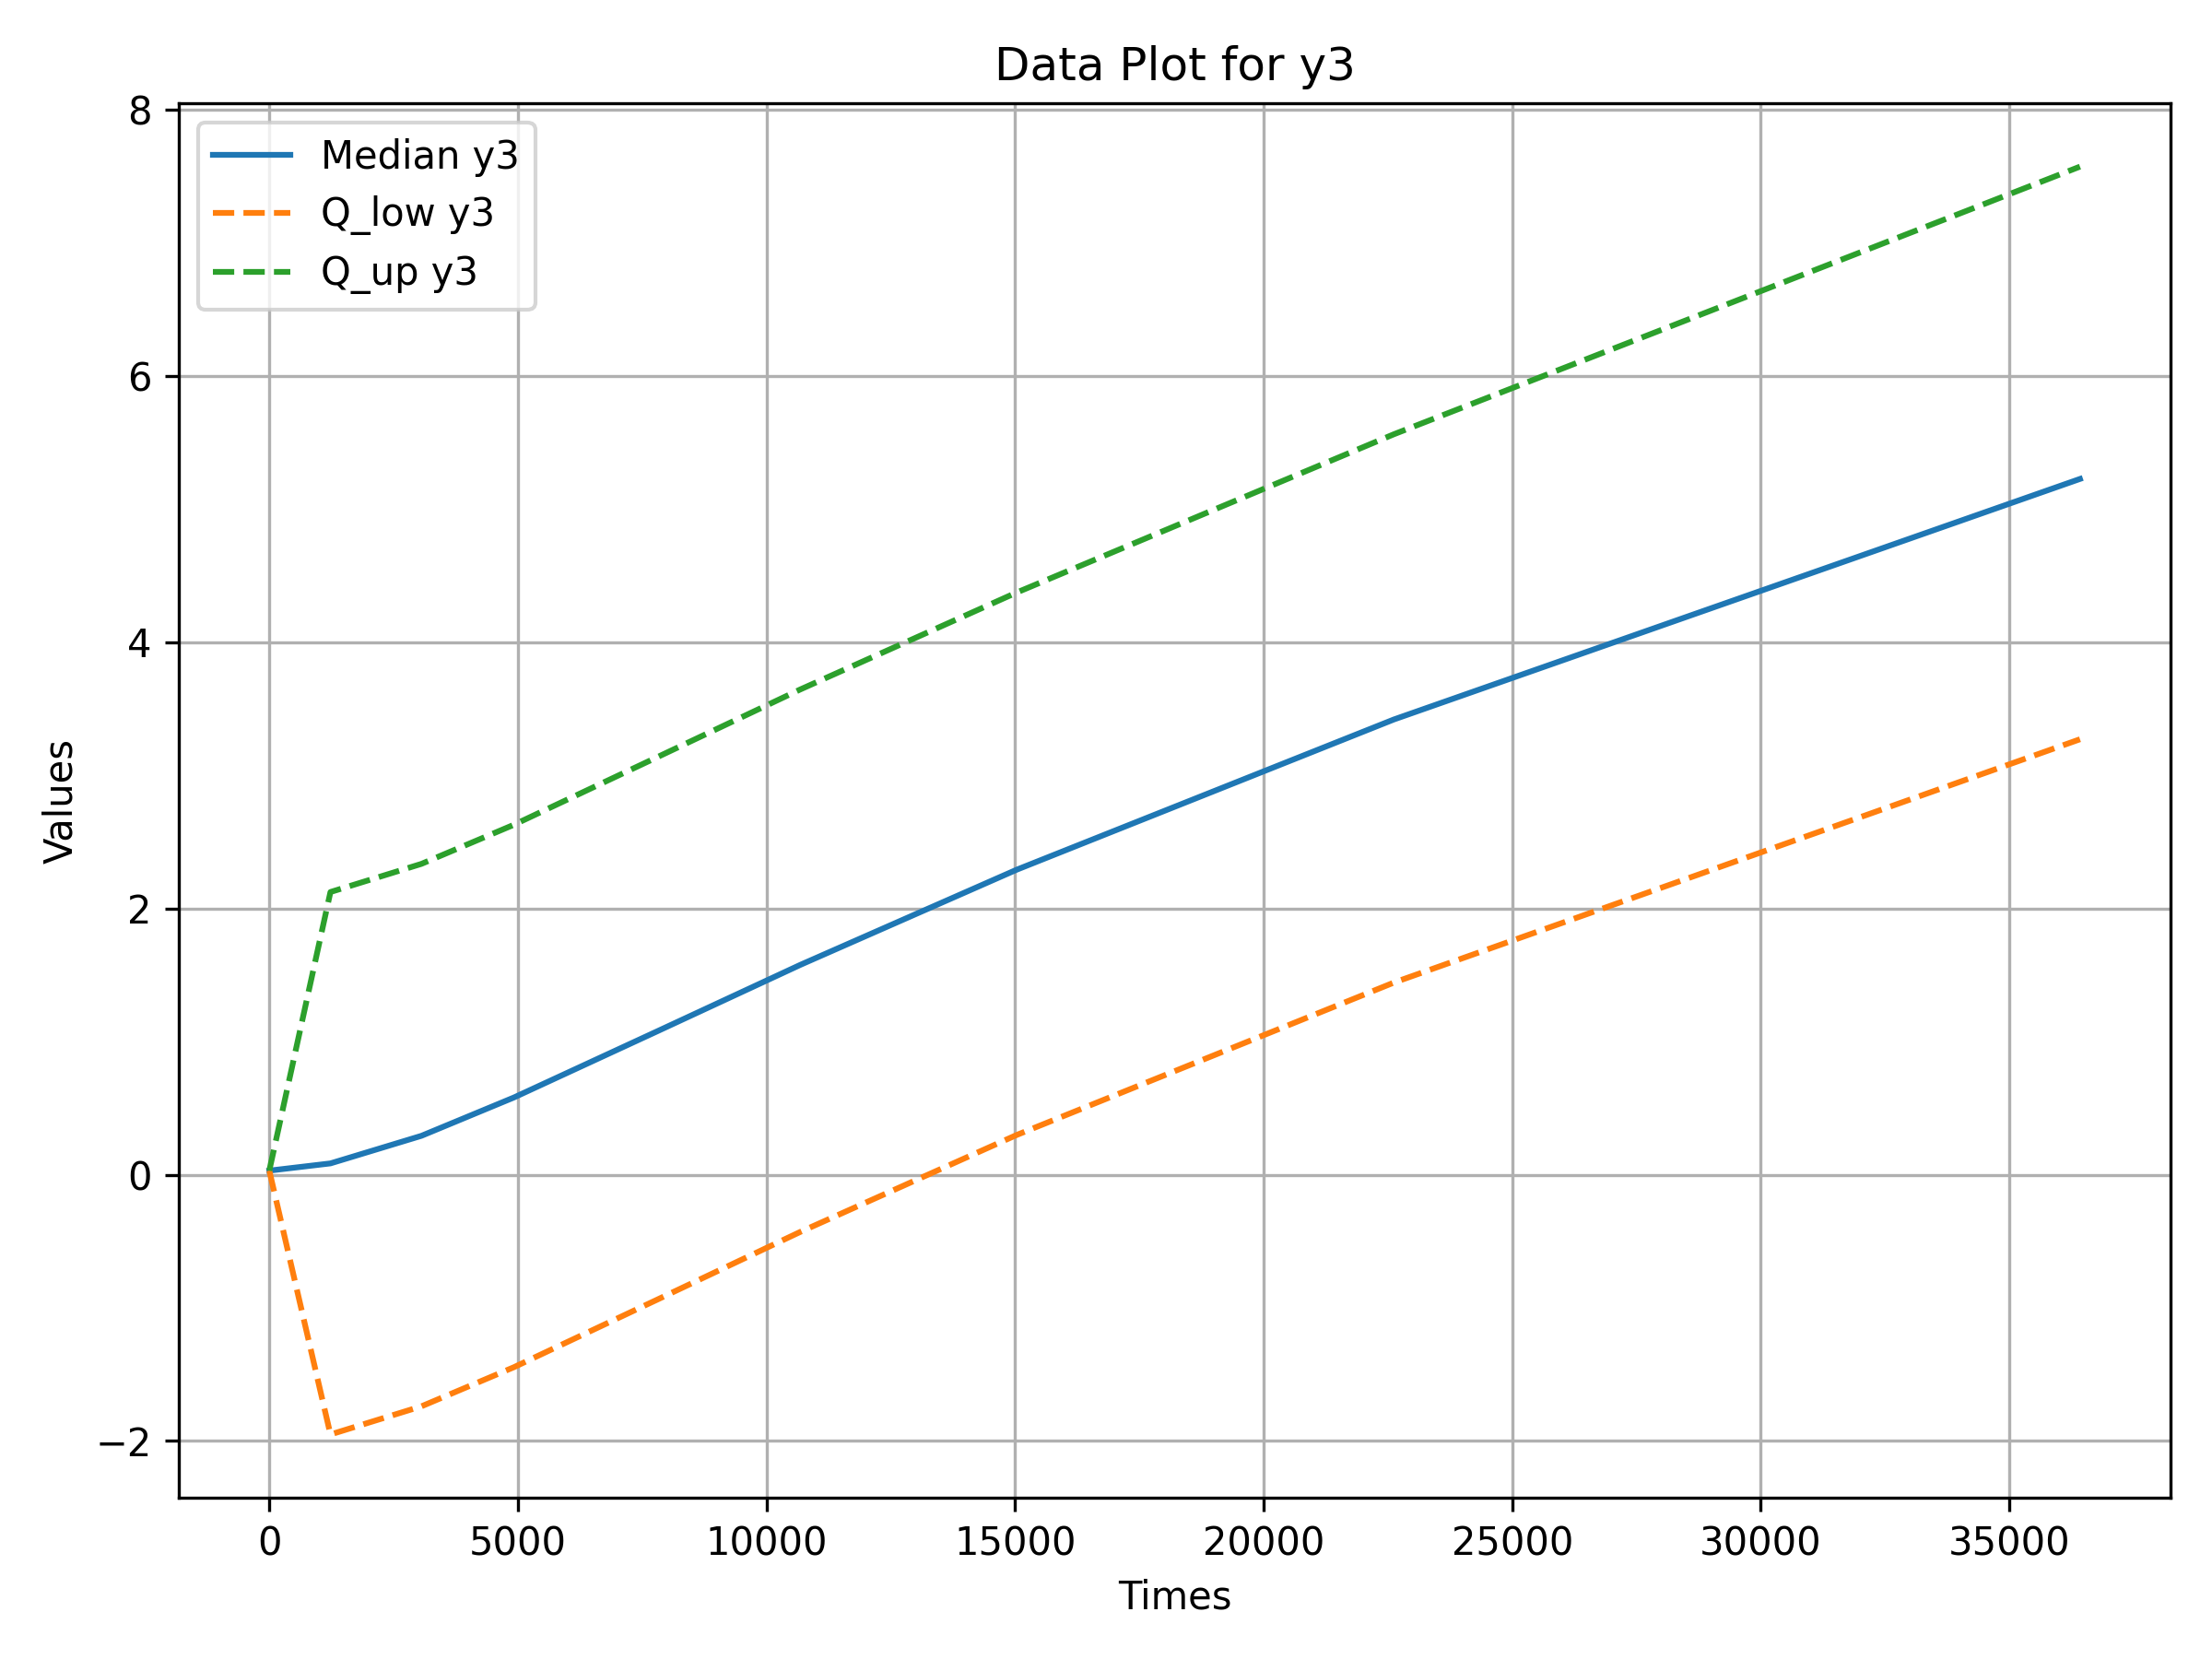 Data Plot for y3
8
6
4
2
0
−2
Values
Median y3
Q_low y3
Q_up y3
0 5000 10000 15000 20000 25000 30000 35000
Times